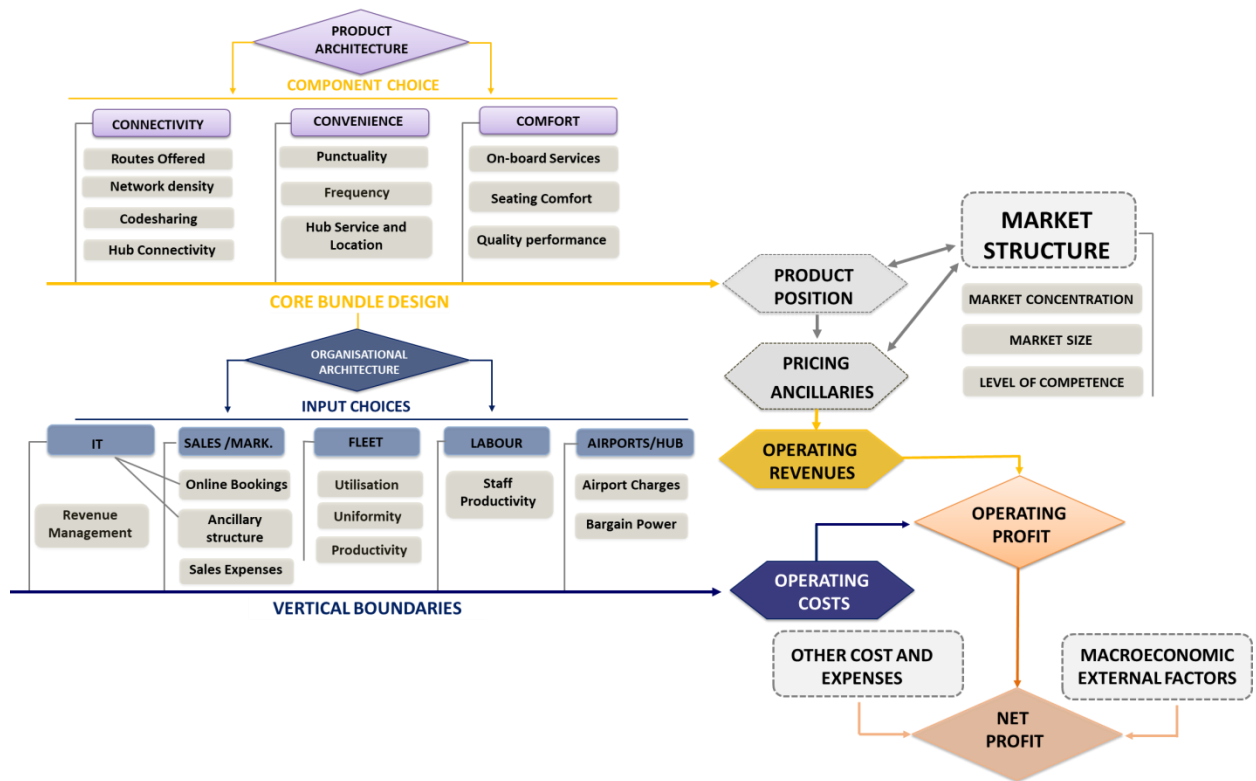 PRODUCT
ARCHITECTURE
COMPONENT CHOICE
CONNECTIVITY
Routes Offered
Network density
Codesharing
Hub Connectivity
CONVENIENCE
Punctuality
Frequency
Hub Service and
Location
COMFORT
On-board Services
Seating Comfort
Quality performance
CORE BUNDLE DESIGN
ORGANISATIONAL
ARCHITECTURE
INPUT CHOICES
IT
Revenue
Management
SALES /MARK.
Online Bookings
Ancillary
structure
Sales Expenses
FLEET
Utilisation
Uniformity
Productivity
LABOUR
Staff
Productivity
AIRPORTS/HUB
Airport Charges
Bargain Power
VERTICAL BOUNDARIES
MARKET
STRUCTURE
MARKET CONCENTRATION
MARKET SIZE
LEVEL OF COMPETENCE
PRODUCT
POSITION
PRICING
ANCILLARIES
OPERATING
REVENUES
OPERATING
PROFIT
OPERATING
COSTS
OTHER COST AND
EXPENSES
MACROECONOMIC
EXTERNAL FACTORS
NET
PROFIT